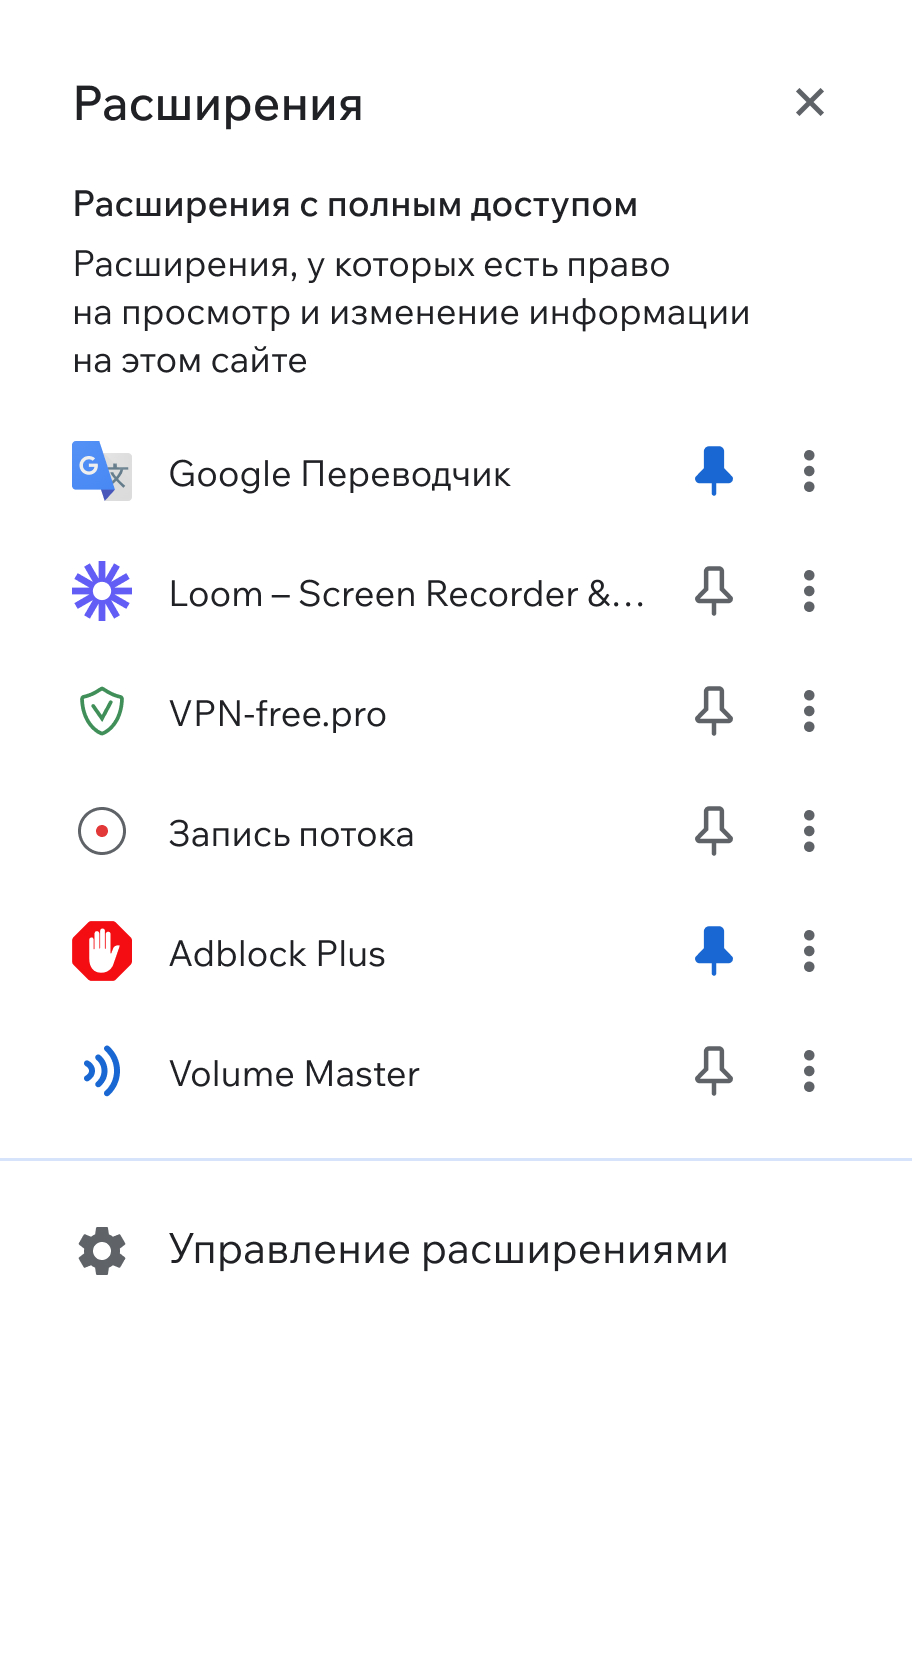 Расширения
Расширения с полным доступом
Расширения, у которых есть право
на просмотр и изменение информации
на этом сайте
Google Переводчик
Loom – Screen Recorder &...
VPN-free.pro
Запись потока
Adblock Plus
Volume Master
Управление расширениями